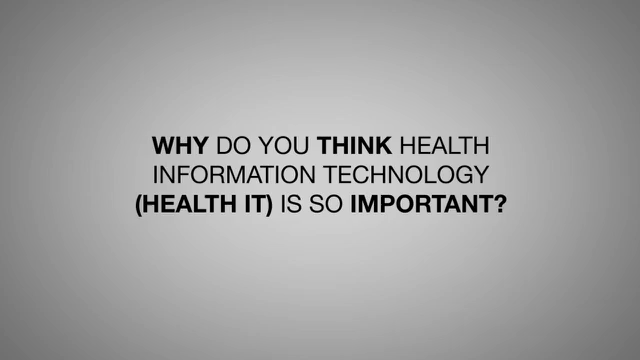 WHY DO YOU THINK HEALTH
INFORMATION TECHNOLOGY
(HEALTH IT) IS SO IMPORTANT?